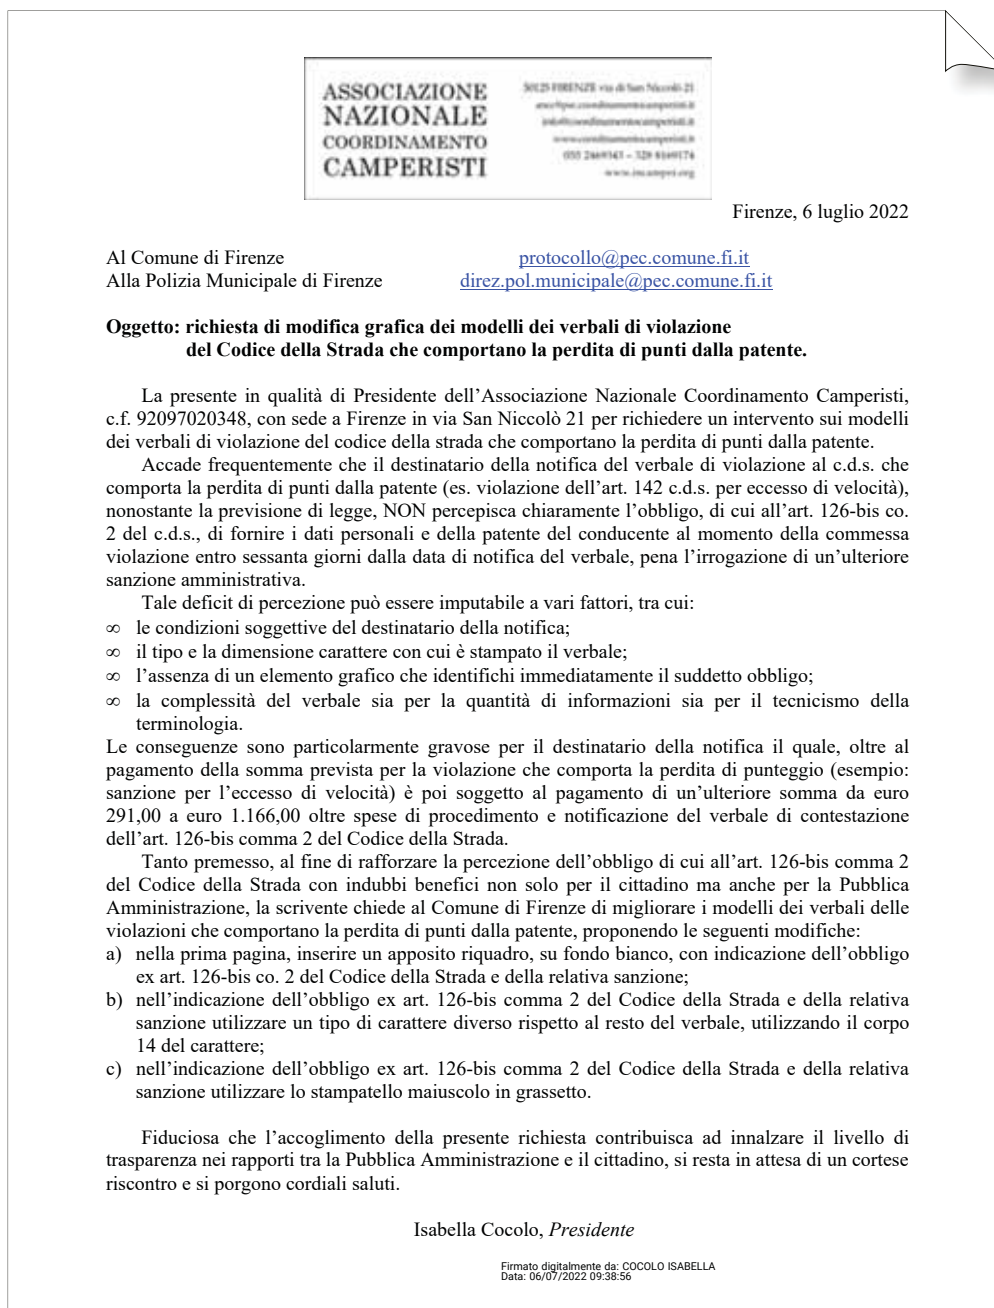 ASSOCIAZIONE
NAZIONALE
COORDINAMENTO
CAMPERISTI
50125 FIRENZE via di San Niccolò 21
info@coordinamentocamperisti.it
www.coordinamentocamperisti.it
www.incamper.org
Firenze, 6 luglio 2022
Al Comune di Firenze protocollo@pec.comune.fi.it
Alla Polizia Municipale di Firenze direz.pol.municipale@pec.comune.fi.it
Oggetto: richiesta di modifica grafica dei modelli dei verbali di violazione
del Codice della Strada che comportano la perdita di punti dalla patente.
La presente in qualità di Presidente dell’Associazione Nazionale Coordinamento Camperisti,
c.f. 92097020348, con sede a Firenze in via San Niccolò 21 per richiedere un intervento sui modelli
dei verbali di violazione del codice della strada che comportano la perdita di punti dalla patente.
Accade frequentemente che il destinatario della notifica del verbale di violazione al c.d.s. che
comporta la perdita di punti dalla patente (es. violazione dell’art. 142 c.d.s. per eccesso di velocità),
nonostante la previsione di legge, NON percepisca chiaramente l’obbligo, di cui all’art. 126-bis co.
2 del c.d.s., di fornire i dati personali e della patente del conducente al momento della commessa
violazione entro sessanta giorni dalla data di notifica del verbale, pena l’irrogazione di un’ulteriore
sanzione amministrativa.
Tale deficit di percezione può essere imputabile a vari fattori, tra cui:
∞ le condizioni soggettive del destinatario della notifica;
∞ il tipo e la dimensione carattere con cui è stampato il verbale;
∞ l’assenza di un elemento grafico che identifichi immediatamente il suddetto obbligo;
∞ la complessità del verbale sia per la quantità di informazioni sia per il tecnicismo della
terminologia.
Le conseguenze sono particolarmente gravose per il destinatario della notifica il quale, oltre al
pagamento della somma prevista per la violazione che comporta la perdita di punteggio (esempio:
sanzione per l’eccesso di velocità) è poi soggetto al pagamento di un’ulteriore somma da euro
291,00 a euro 1.166,00 oltre spese di procedimento e notificazione del verbale di contestazione
dell’art. 126-bis comma 2 del Codice della Strada.
Tanto premesso, al fine di rafforzare la percezione dell’obbligo di cui all’art. 126-bis comma 2
del Codice della Strada con indubbi benefici non solo per il cittadino ma anche per la Pubblica
Amministrazione, la scrivente chiede al Comune di Firenze di migliorare i modelli dei verbali delle
violazioni che comportano la perdita di punti dalla patente, proponendo le seguenti modifiche:
a) nella prima pagina, inserire un apposito riquadro, su fondo bianco, con indicazione dell’obbligo
ex art. 126-bis co. 2 del Codice della Strada e della relativa sanzione;
b) nell’indicazione dell’obbligo ex art. 126-bis comma 2 del Codice della Strada e della relativa
sanzione utilizzare un tipo di carattere diverso rispetto al resto del verbale, utilizzando il corpo
14 del carattere;
c) nell’indicazione dell’obbligo ex art. 126-bis comma 2 del Codice della Strada e della relativa
sanzione utilizzare lo stampatello maiuscolo in grassetto.
Fiduciosa che l’accoglimento della presente richiesta contribuisca ad innalzare il livello di
trasparenza nei rapporti tra la Pubblica Amministrazione e il cittadino, si resta in attesa di un cortese
riscontro e si porgono cordiali saluti.
Isabella Cocolo, Presidente
Firmato digitalmente da: COCOLO ISABELLA
Data: 06/07/2022 09:38:56